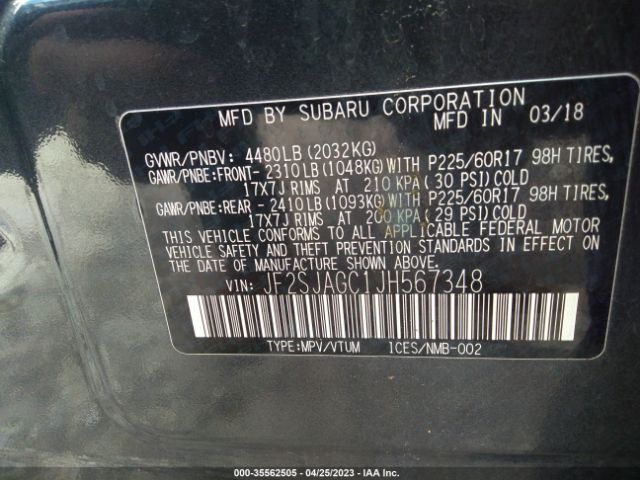 MFD BY SUBARU CORPORATION
MFD IN 03/18
GVWR/PNBV: 4480LB (2032KG)
GAWR/PNBE:FRONT- 2310LB (1048KG) WITH P225/60R17 98H TIRES,
17X7J RIMS AT 210 KPA (30 PSI) COLD
GAWR/PNBE:REAR - 2410LB (1093KG) WITH P225/60R17 98H TIRES,
17X7J RIMS AT 200 KPA (29 PSI) COLD
THIS VEHICLE CONFORMS TO ALL APPLICABLE FEDERAL MOTOR
VEHICLE SAFETY AND THEFT PREVENTION STANDARDS IN EFFECT
ON THE DATE OF MANUFACTURE SHOWN ABOVE.
VIN: JF2SJAGC1JH567348
TYPE:MPV/VTUM 1CES/NMB-002
000-35562505 - 04/25/2023 - IAA Inc.